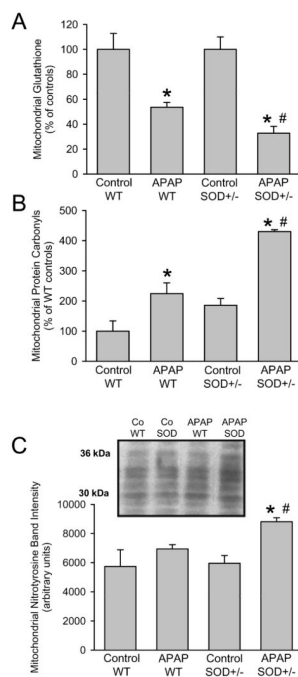 A
Mitochondrial Glutathione
(% of controls)
120
100
80
60
40
20
0
*
* #
Control
WT
APAP
WT
Control
SOD+/-
APAP
SOD+/-
B
Mitochondrial Protein Carbonyls
(% of WT controls)
500
400
300
200
100
0
*
* #
Control
WT
APAP
WT
Control
SOD+/-
APAP
SOD+/-
C
Co
WT
Co
SOD
APAP
WT
APAP
SOD
36 kDa
30 kDa
Mitochondrial Nitrotyrosine Band Intensity
(arbitrary units)
10000
8000
6000
4000
2000
0
* #
Control
WT
APAP
WT
Control
SOD+/-
APAP
SOD+/-